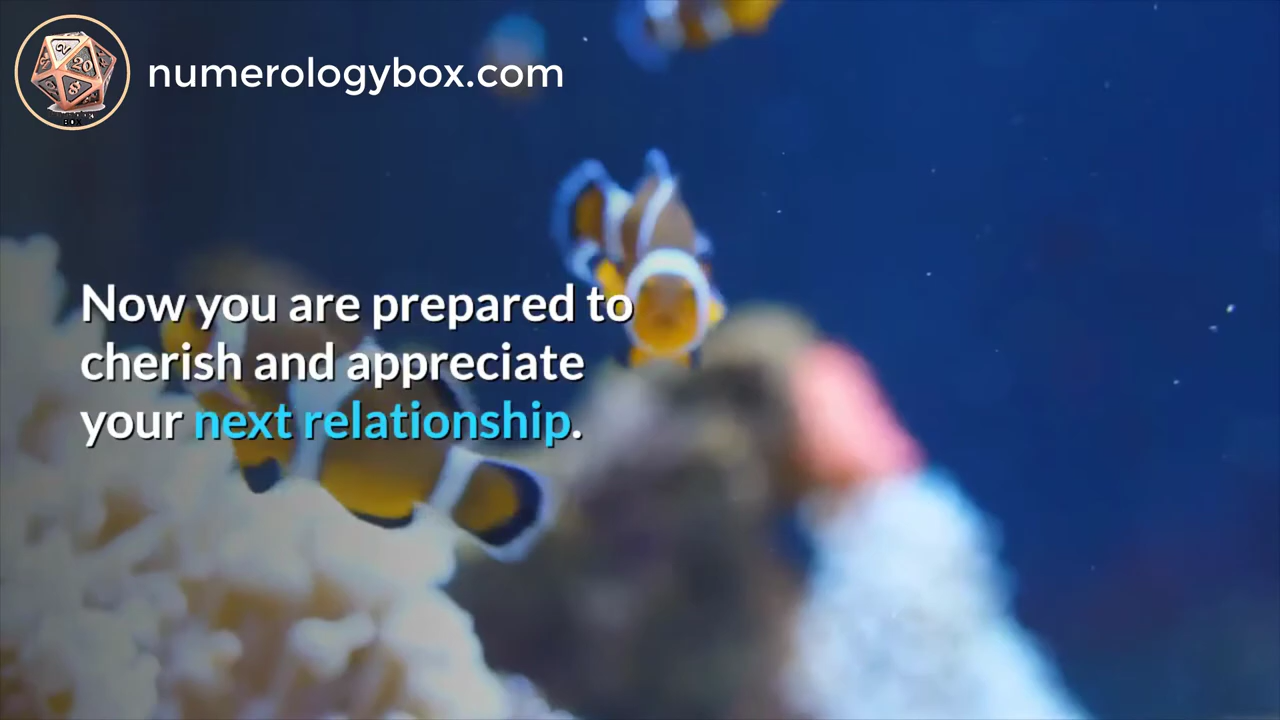 numerologybox.com
Now you are prepared to
cherish and appreciate
your next relationship.